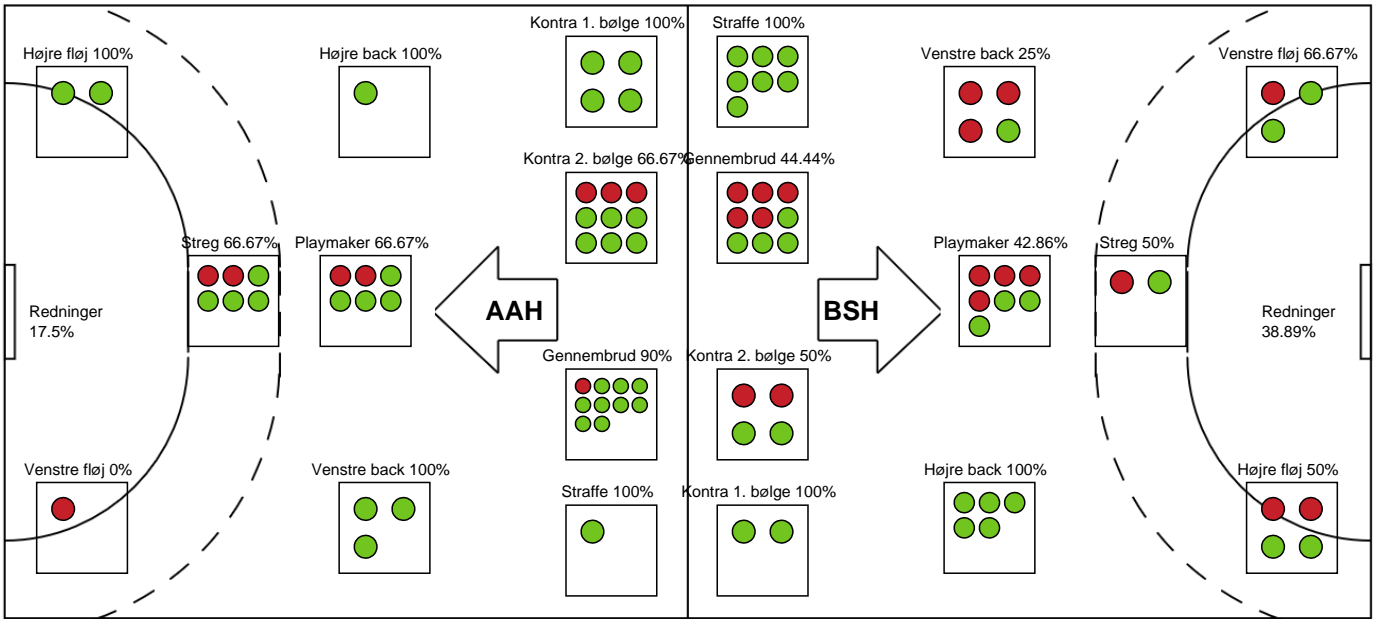 Kontra 1. bølge 100%
Straffe 100%
Højre fløj 100%
Højre back 100%
Venstre back 25%
Venstre fløj 66.67%
Kontra 2. bølge 66.67%
Gennembrud 44.44%
Streg 66.67%
Playmaker 66.67%
Playmaker 42.86%
Streg 50%
Redninger
17.5%
AAH
BSH
Redninger
38.89%
Gennembrud 90%
Kontra 2. bølge 50%
Venstre fløj 0%
Venstre back 100%
Højre back 100%
Højre fløj 50%
Straffe 100%
Kontra 1. bølge 100%